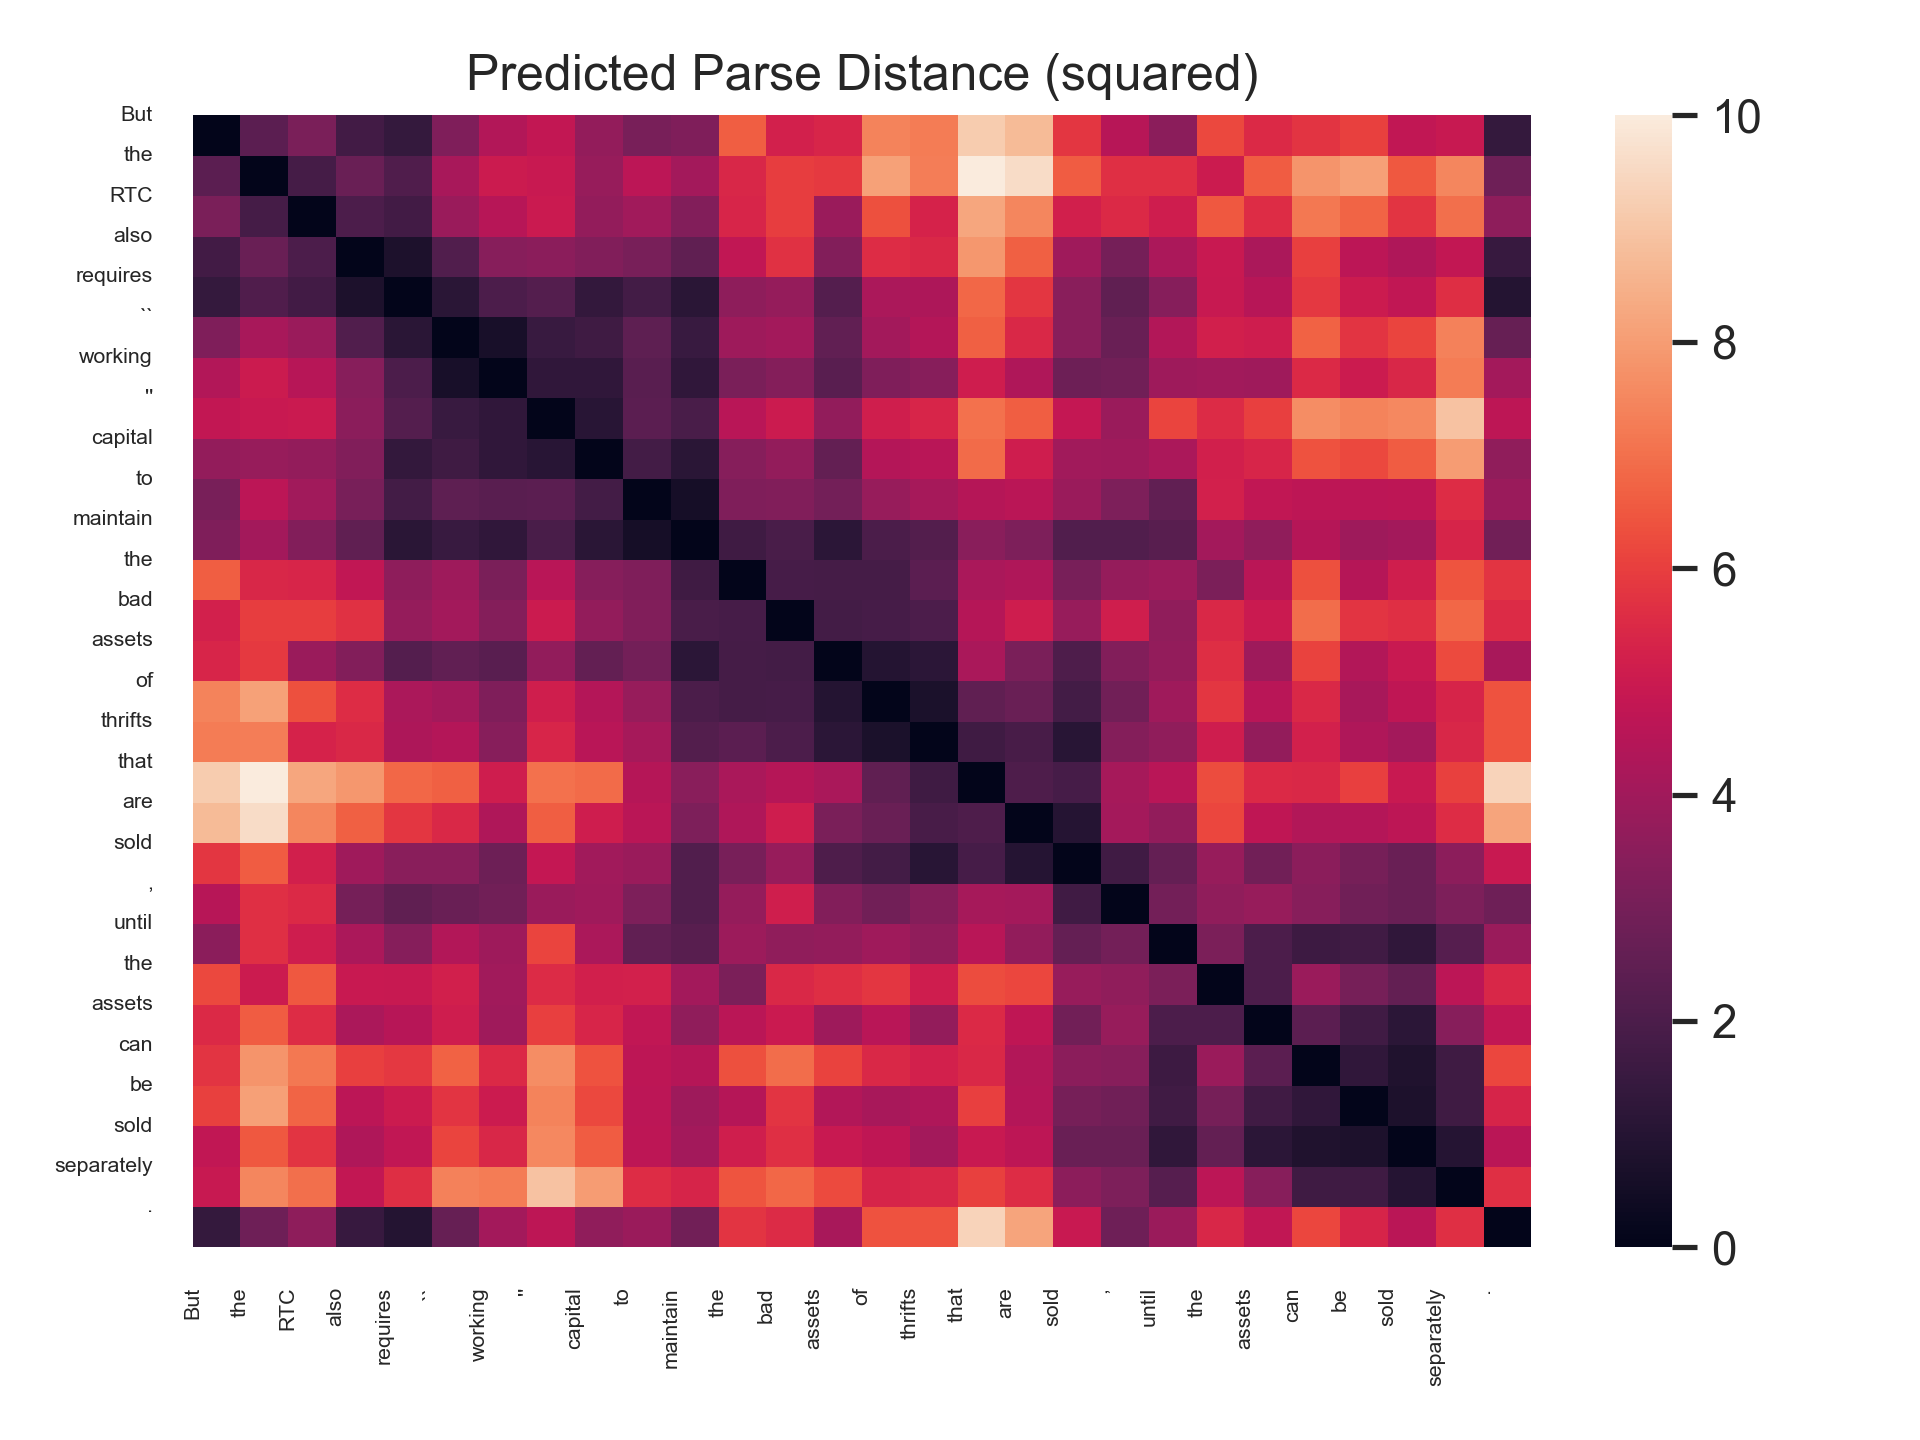 Predicted Parse Distance (squared)
But
the
RTC
also
requires
``
working
''
capital
to
maintain
the
bad
assets
of
thrifts
that
are
sold
,
until
the
assets
can
be
sold
separately
.
10
8
6
4
2
0
But
the
RTC
also
requires
``
working
''
capital
to
maintain
the
bad
assets
of
thrifts
that
are
sold
,
until
the
assets
can
be
sold
separately
.